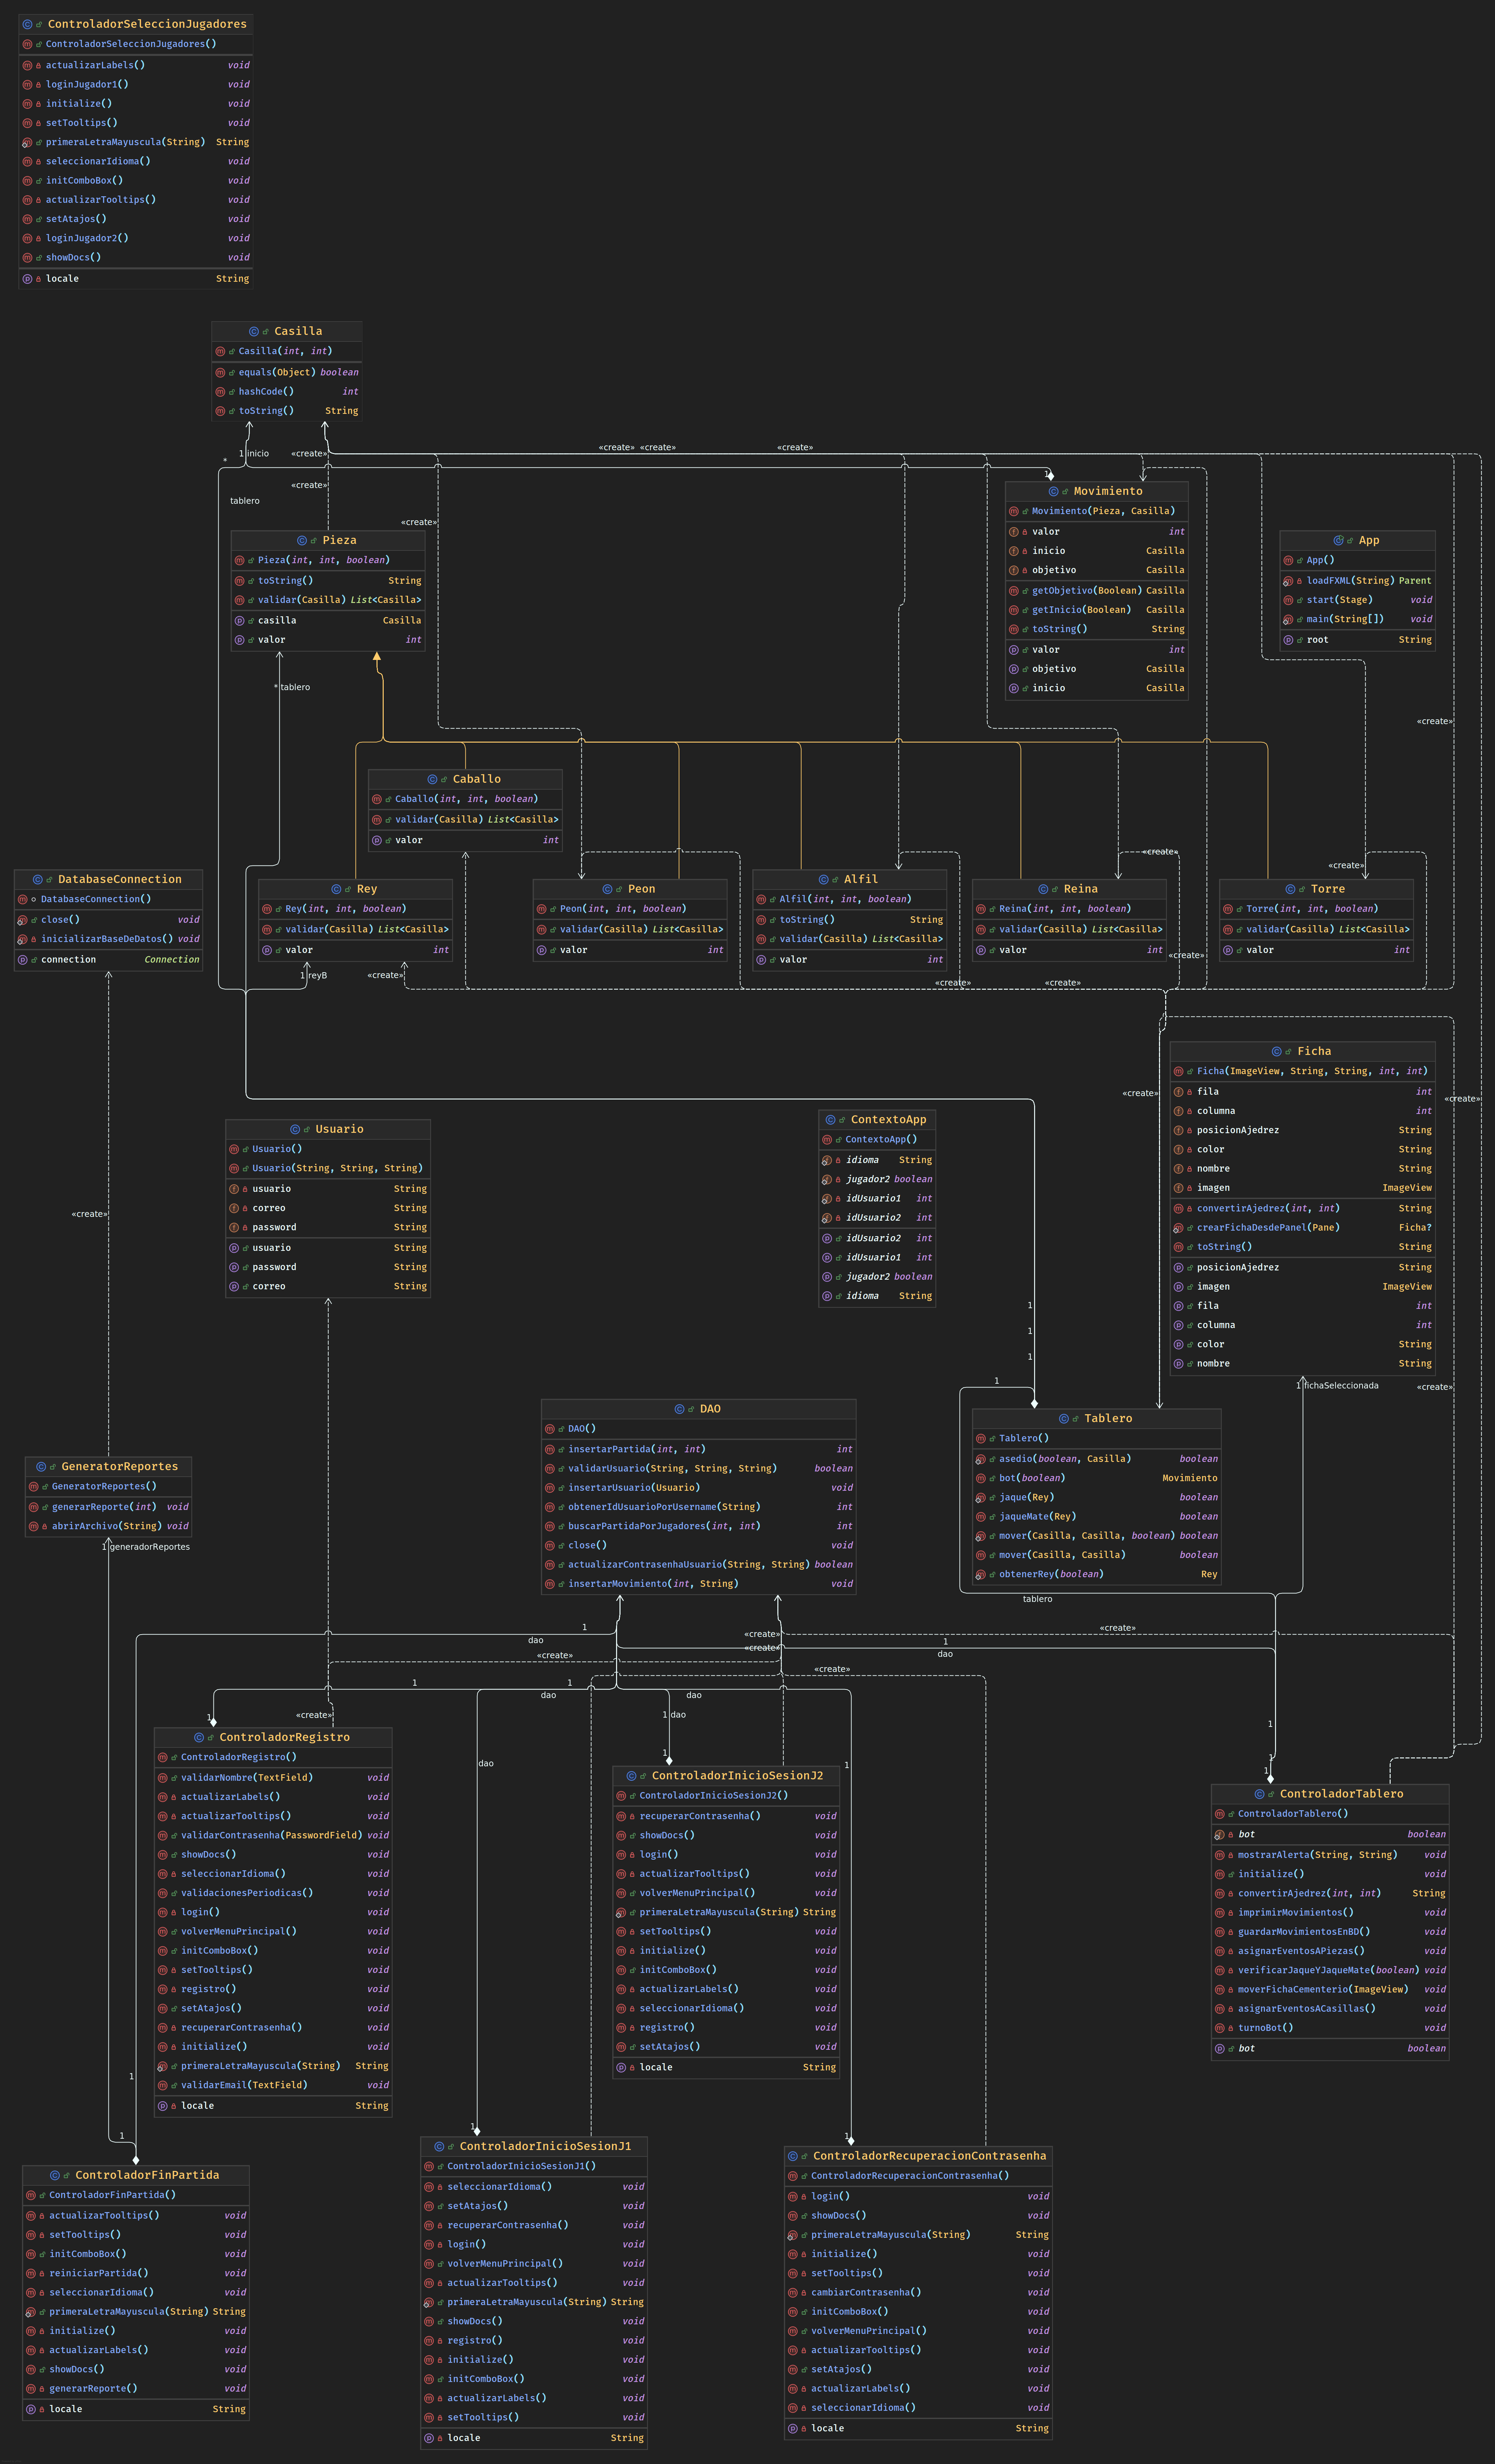 ControladorSeleccionJugadores
ControladorSeleccionJugadores()
actualizarLabels() void
loginJugador1() void
initialize() void
setTooltips() void
primeraLetraMayuscula(String) String
seleccionarIdioma() void
initComboBox() void
actualizarTooltips() void
setAtajos() void
loginJugador2() void
showDocs() void
locale String
Casilla
Casilla(int, int)
equals(Object) boolean
hashCode() int
toString() String
1 inicio
«create»
«create» «create»
«create»
*
tablero
«create»
«create»
1
Movimiento
Movimiento(Pieza, Casilla)
valor int
inicio Casilla
objetivo Casilla
getObjetivo(Boolean) Casilla
getInicio(Boolean) Casilla
toString() String
valor int
objetivo Casilla
inicio Casilla
Pieza
Pieza(int, int, boolean)
toString() String
validar(Casilla) List<Casilla>
casilla Casilla
valor int
App
App()
loadFXML(String) Parent
start(Stage) void
main(String[]) void
root String
* tablero
«create»
Caballo
Caballo(int, int, boolean)
validar(Casilla) List<Casilla>
valor int
«create»
«create»
DatabaseConnection
DatabaseConnection()
close() void
inicializarBaseDeDatos() void
connection Connection
Rey
Rey(int, int, boolean)
validar(Casilla) List<Casilla>
valor int
Peon
Peon(int, int, boolean)
validar(Casilla) List<Casilla>
valor int
Alfil
Alfil(int, int, boolean)
toString() String
validar(Casilla) List<Casilla>
valor int
Reina
Reina(int, int, boolean)
validar(Casilla) List<Casilla>
valor int
Torre
Torre(int, int, boolean)
validar(Casilla) List<Casilla>
valor int
1 reyB
«create»
«create»
«create»
«create»
Ficha
Ficha(ImageView, String, String, int, int)
fila int
columna int
posicionAjedrez String
color String
nombre String
imagen ImageView
convertirAjedrez(int, int) String
crearFichaDesdePanel(Pane) Ficha?
toString() String
posicionAjedrez String
imagen ImageView
fila int
columna int
color String
nombre String
«create»
«create»
Usuario
Usuario()
Usuario(String, String, String)
usuario String
correo String
password String
usuario String
password String
correo String
ContextoApp
ContextoApp()
idioma String
jugador2 boolean
idUsuario1 int
idUsuario2 int
idUsuario2 int
idUsuario1 int
jugador2 boolean
idioma String
«create»
1
1
1
1
1 fichaSeleccionada
«create»
DAO
DAO()
insertarPartida(int, int) int
validarUsuario(String, String, String) boolean
insertarUsuario(Usuario) void
obtenerIdUsuarioPorUsername(String) int
buscarPartidaPorJugadores(int, int) int
close() void
actualizarContrasenhaUsuario(String, String) boolean
insertarMovimiento(int, String) void
Tablero
Tablero()
asedio(boolean, Casilla) boolean
bot(boolean) Movimiento
jaque(Rey) boolean
jaqueMate(Rey) boolean
mover(Casilla, Casilla, boolean) boolean
mover(Casilla, Casilla) boolean
obtenerRey(boolean) Rey
tablero
GeneratorReportes
GeneratorReportes()
generarReporte(int) void
abrirArchivo(String) void
1 generadorReportes
1
dao
«create»
«create»
«create»
1
dao
«create»
«create»
1
1
dao
dao
1 dao
1
«create»
1
dao
1
1
1
1
1
ControladorRegistro
ControladorRegistro()
validarNombre(TextField) void
actualizarLabels() void
actualizarTooltips() void
validarContrasenha(PasswordField) void
showDocs() void
seleccionarIdioma() void
validacionesPeriodicas() void
login() void
volverMenuPrincipal() void
initComboBox() void
setTooltips() void
registro() void
setAtajos() void
recuperarContrasenha() void
initialize() void
primeraLetraMayuscula(String) String
validarEmail(TextField) void
locale String
ControladorInicioSesionJ2
ControladorInicioSesionJ2()
recuperarContrasenha() void
showDocs() void
login() void
actualizarTooltips() void
volverMenuPrincipal() void
primeraLetraMayuscula(String) String
setTooltips() void
initialize() void
initComboBox() void
actualizarLabels() void
seleccionarIdioma() void
registro() void
setAtajos() void
locale String
ControladorTablero
ControladorTablero()
bot boolean
mostrarAlerta(String, String) void
initialize() void
convertirAjedrez(int, int) String
imprimirMovimientos() void
guardarMovimientosEnBD() void
asignarEventosAPiezas() void
verificarJaqueYJaqueMate(boolean) void
moverFichaCementerio(ImageView) void
asignarEventosACasillas() void
turnoBot() void
bot boolean
1
1
1
1
ControladorFinPartida
ControladorFinPartida()
actualizarTooltips() void
setTooltips() void
initComboBox() void
reiniciarPartida() void
seleccionarIdioma() void
primeraLetraMayuscula(String) String
initialize() void
actualizarLabels() void
showDocs() void
generarReporte() void
locale String
ControladorInicioSesionJ1
ControladorInicioSesionJ1()
seleccionarIdioma() void
setAtajos() void
recuperarContrasenha() void
login() void
volverMenuPrincipal() void
actualizarTooltips() void
primeraLetraMayuscula(String) String
showDocs() void
registro() void
initialize() void
initComboBox() void
actualizarLabels() void
setTooltips() void
locale String
ControladorRecuperacionContrasenha
ControladorRecuperacionContrasenha()
login() void
showDocs() void
primeraLetraMayuscula(String) String
initialize() void
setTooltips() void
cambiarContrasenha() void
initComboBox() void
volverMenuPrincipal() void
actualizarTooltips() void
setAtajos() void
actualizarLabels() void
seleccionarIdioma() void
locale String